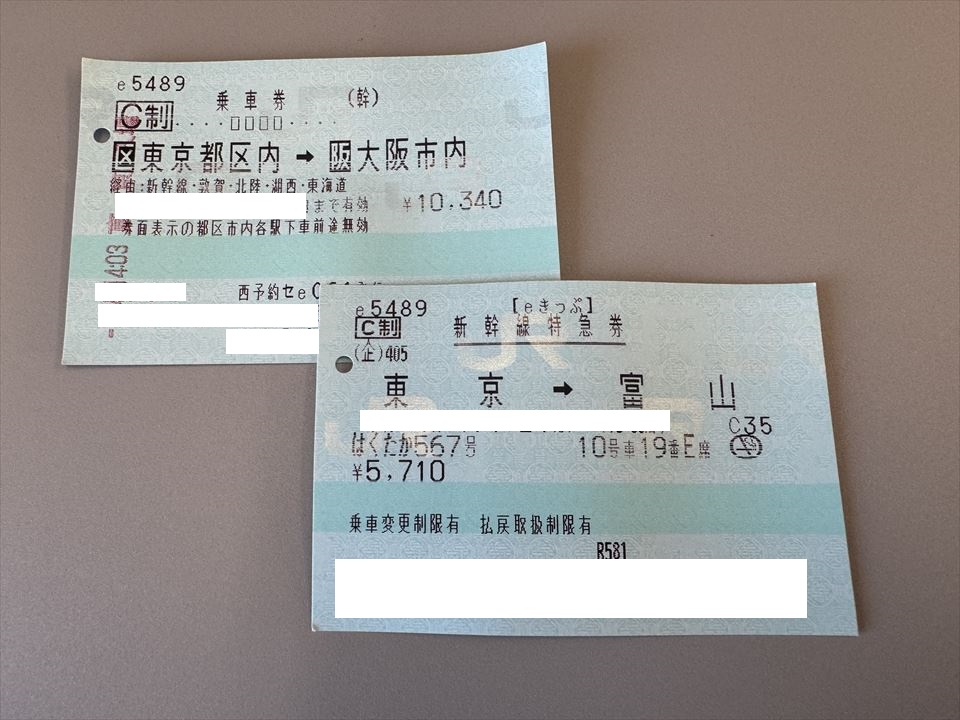 e5489
C制 乗車券 (幹)
････▯▯▯▯････
区東京都区内 ➡ 阪大阪市内
経由:新幹線・敦賀・北陸・湖西・東海道
まで有効 ¥10,340
券面表示の都区市内各駅下車前途無効
西予約セe
e5489 【eきっぷ】
C制 新幹線特急券
(企)405
東京 ➡ 富山
C35
はくたか567号 10号車19番E席
¥5,710
乗車変更制限有 払戻取扱制限有
R581